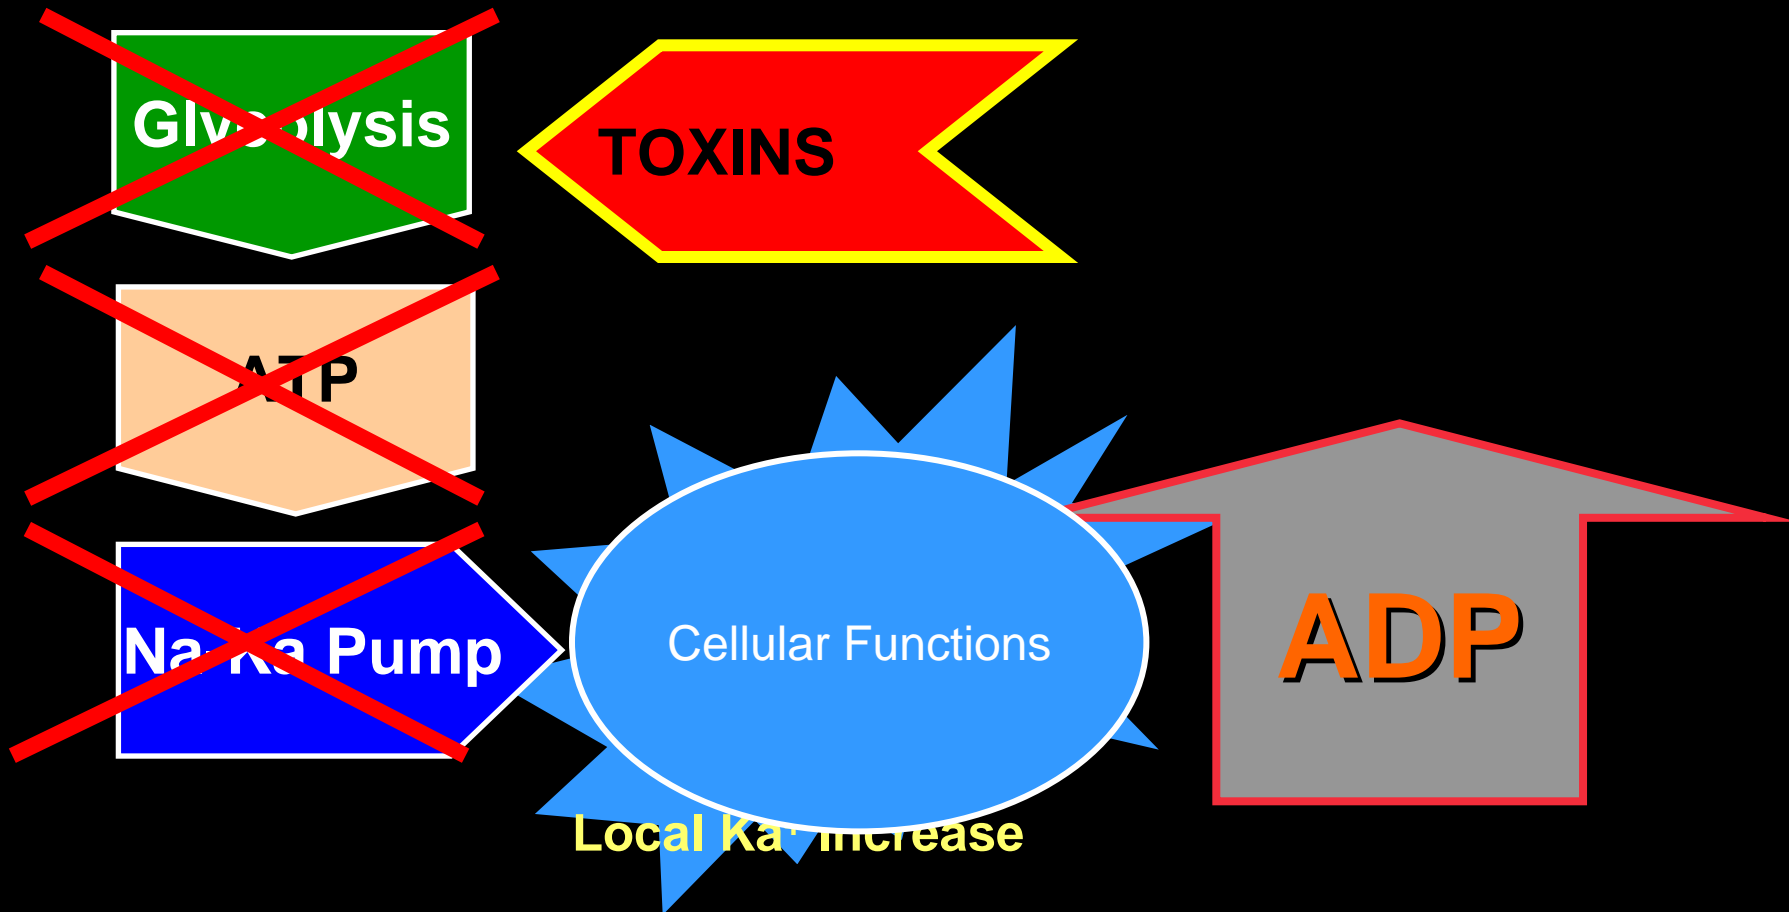 Glycolysis
TOXINS
ATP
Na-Ka Pump
Cellular Functions
ADP
Local Ka+ Increase